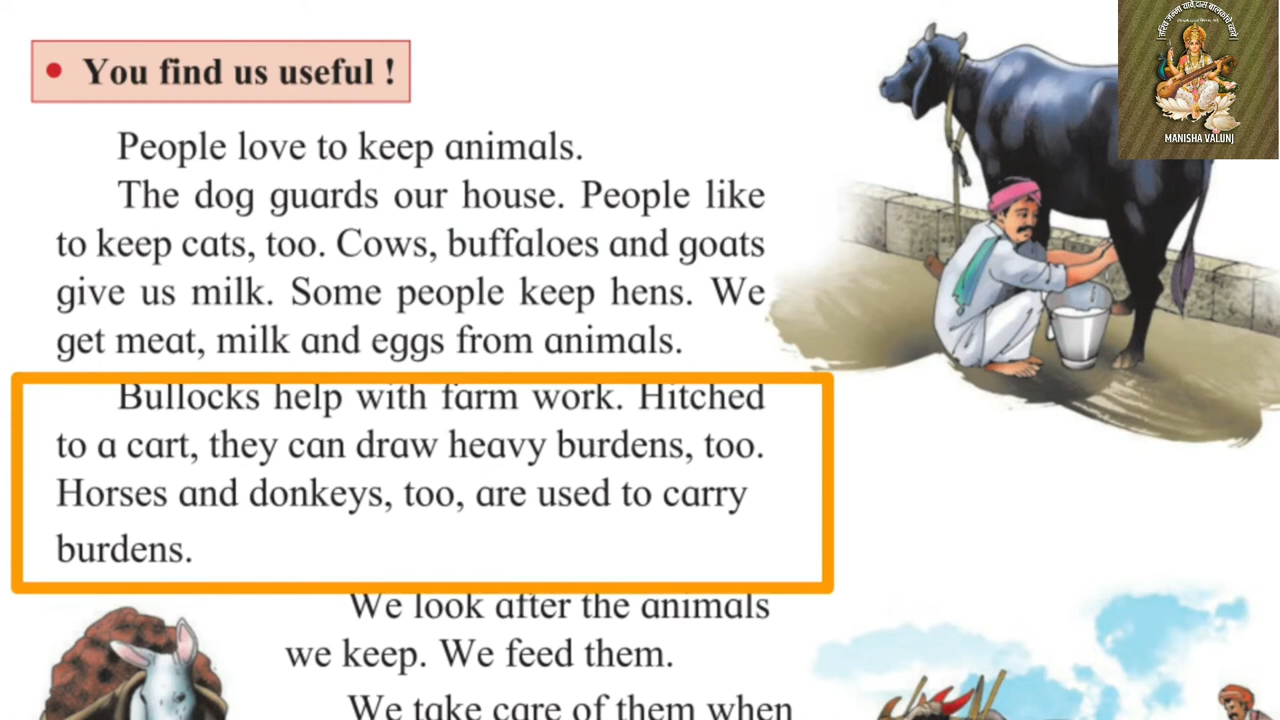 You find us useful !
People love to keep animals.
The dog guards our house. People like
to keep cats, too. Cows, buffaloes and goats
give us milk. Some people keep hens. We
get meat, milk and eggs from animals.
Bullocks help with farm work. Hitched
to a cart, they can draw heavy burdens, too.
Horses and donkeys, too, are used to carry
burdens.
We look after the animals
we keep. We feed them.
We take care of them when
MANISHA VALUNJ